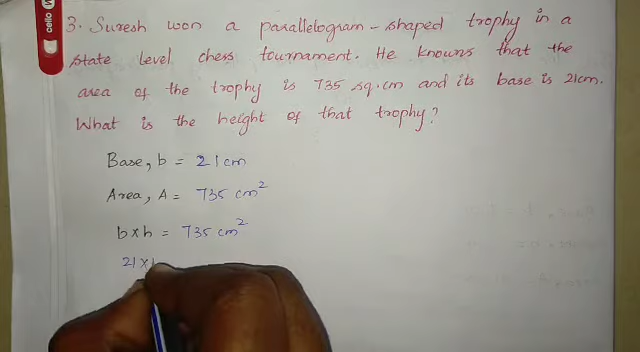 cello
3. Suresh won a parallelogram - shaped trophy in a
state level chess tournament. He knowns that the
area of the trophy is 735 sq.cm and its base is 21cm.
What is the height of that trophy?
Base, b = 21cm
Area, A = 735 cm²
b×h = 735 cm²
21×